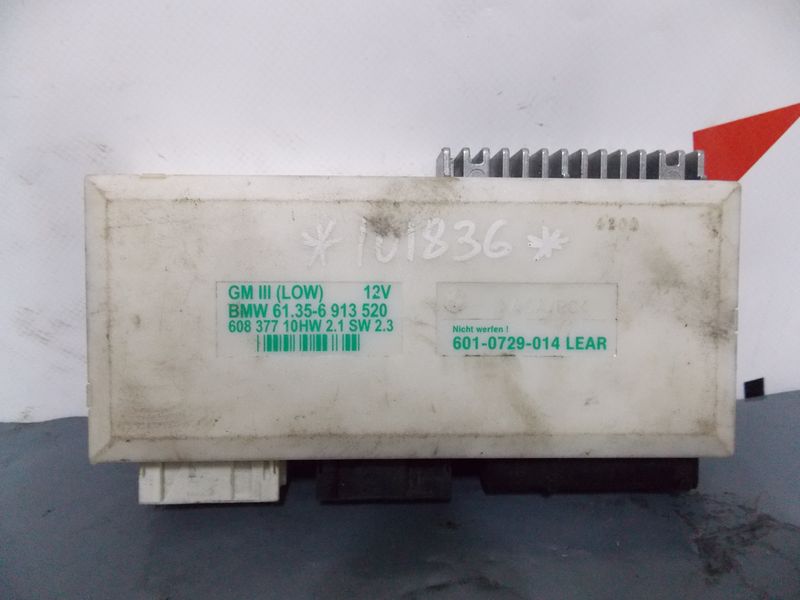 *101836*
4202
GM III (LOW) 12V
BMW 61.35-6 913 520
608 377 10HW 2.1 SW 2.3
Nicht werfen !
601-0729-014 LEAR